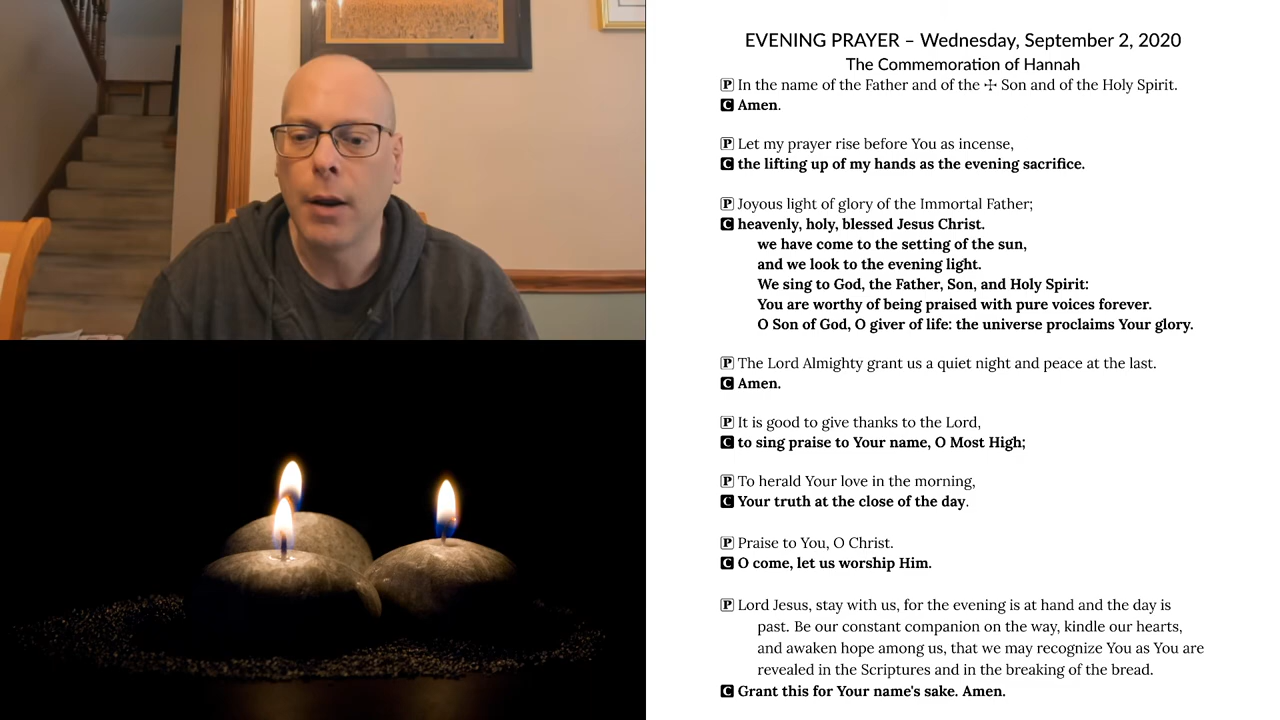 EVENING PRAYER – Wednesday, September 2, 2020
The Commemoration of Hannah
P In the name of the Father and of the ☩ Son and of the Holy Spirit.
C Amen.
P Let my prayer rise before You as incense,
C the lifting up of my hands as the evening sacrifice.
P Joyous light of glory of the Immortal Father;
C heavenly, holy, blessed Jesus Christ.
we have come to the setting of the sun,
and we look to the evening light.
We sing to God, the Father, Son, and Holy Spirit:
You are worthy of being praised with pure voices forever.
O Son of God, O giver of life: the universe proclaims Your glory.
P The Lord Almighty grant us a quiet night and peace at the last.
C Amen.
P It is good to give thanks to the Lord,
C to sing praise to Your name, O Most High;
P To herald Your love in the morning,
C Your truth at the close of the day.
P Praise to You, O Christ.
C O come, let us worship Him.
P Lord Jesus, stay with us, for the evening is at hand and the day is
past. Be our constant companion on the way, kindle our hearts,
and awaken hope among us, that we may recognize You as You are
revealed in the Scriptures and in the breaking of the bread.
C Grant this for Your name's sake. Amen.